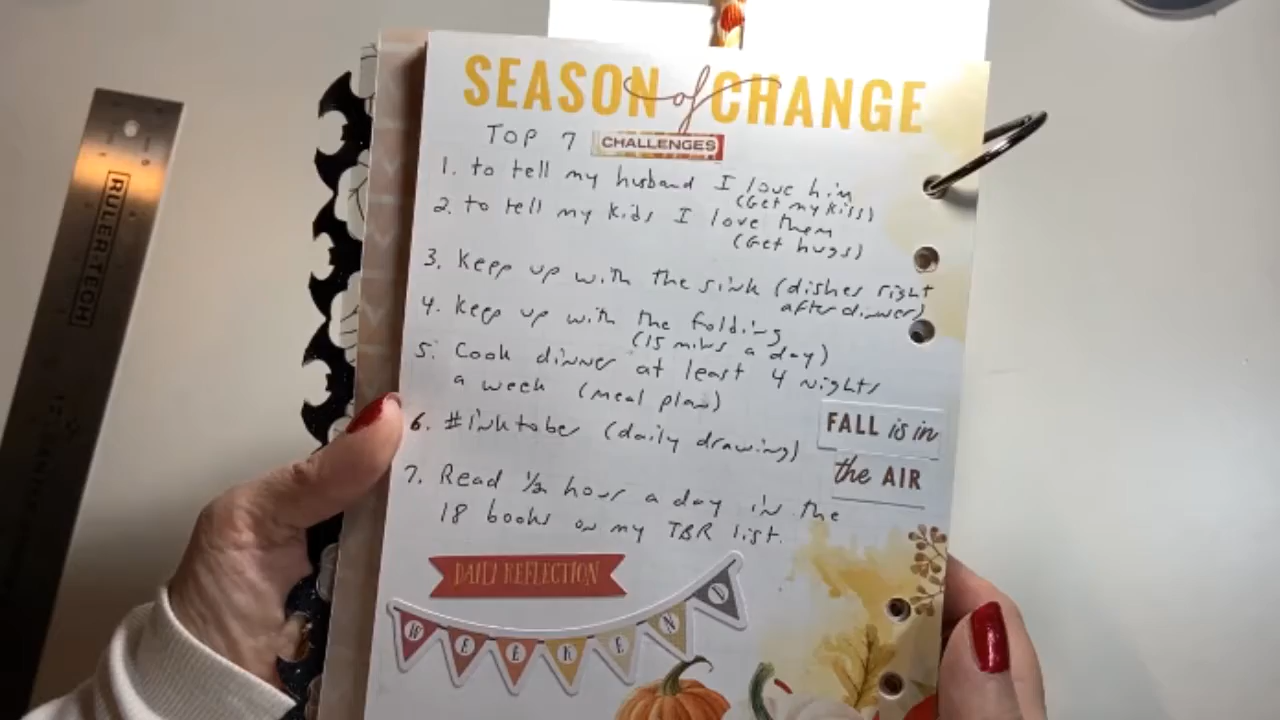 SEASON of CHANGE
TOP 7 CHALLENGES
1. to tell my husband I love him
(Get my kiss)
2. to tell my kids I love them
(Get hugs)
3. Keep up with the sink (dishes right
after dinner)
4. Keep up with the folding
(15 mins a day)
5. Cook dinner at least 4 nights
a week (meal plan)
6. #inktober (daily drawing)
7. Read 1/2 hour a day in the
18 books on my TBR list.
FALL is in
the AIR
DAILY REFLECTION
WEEKEND
RULER-TECH